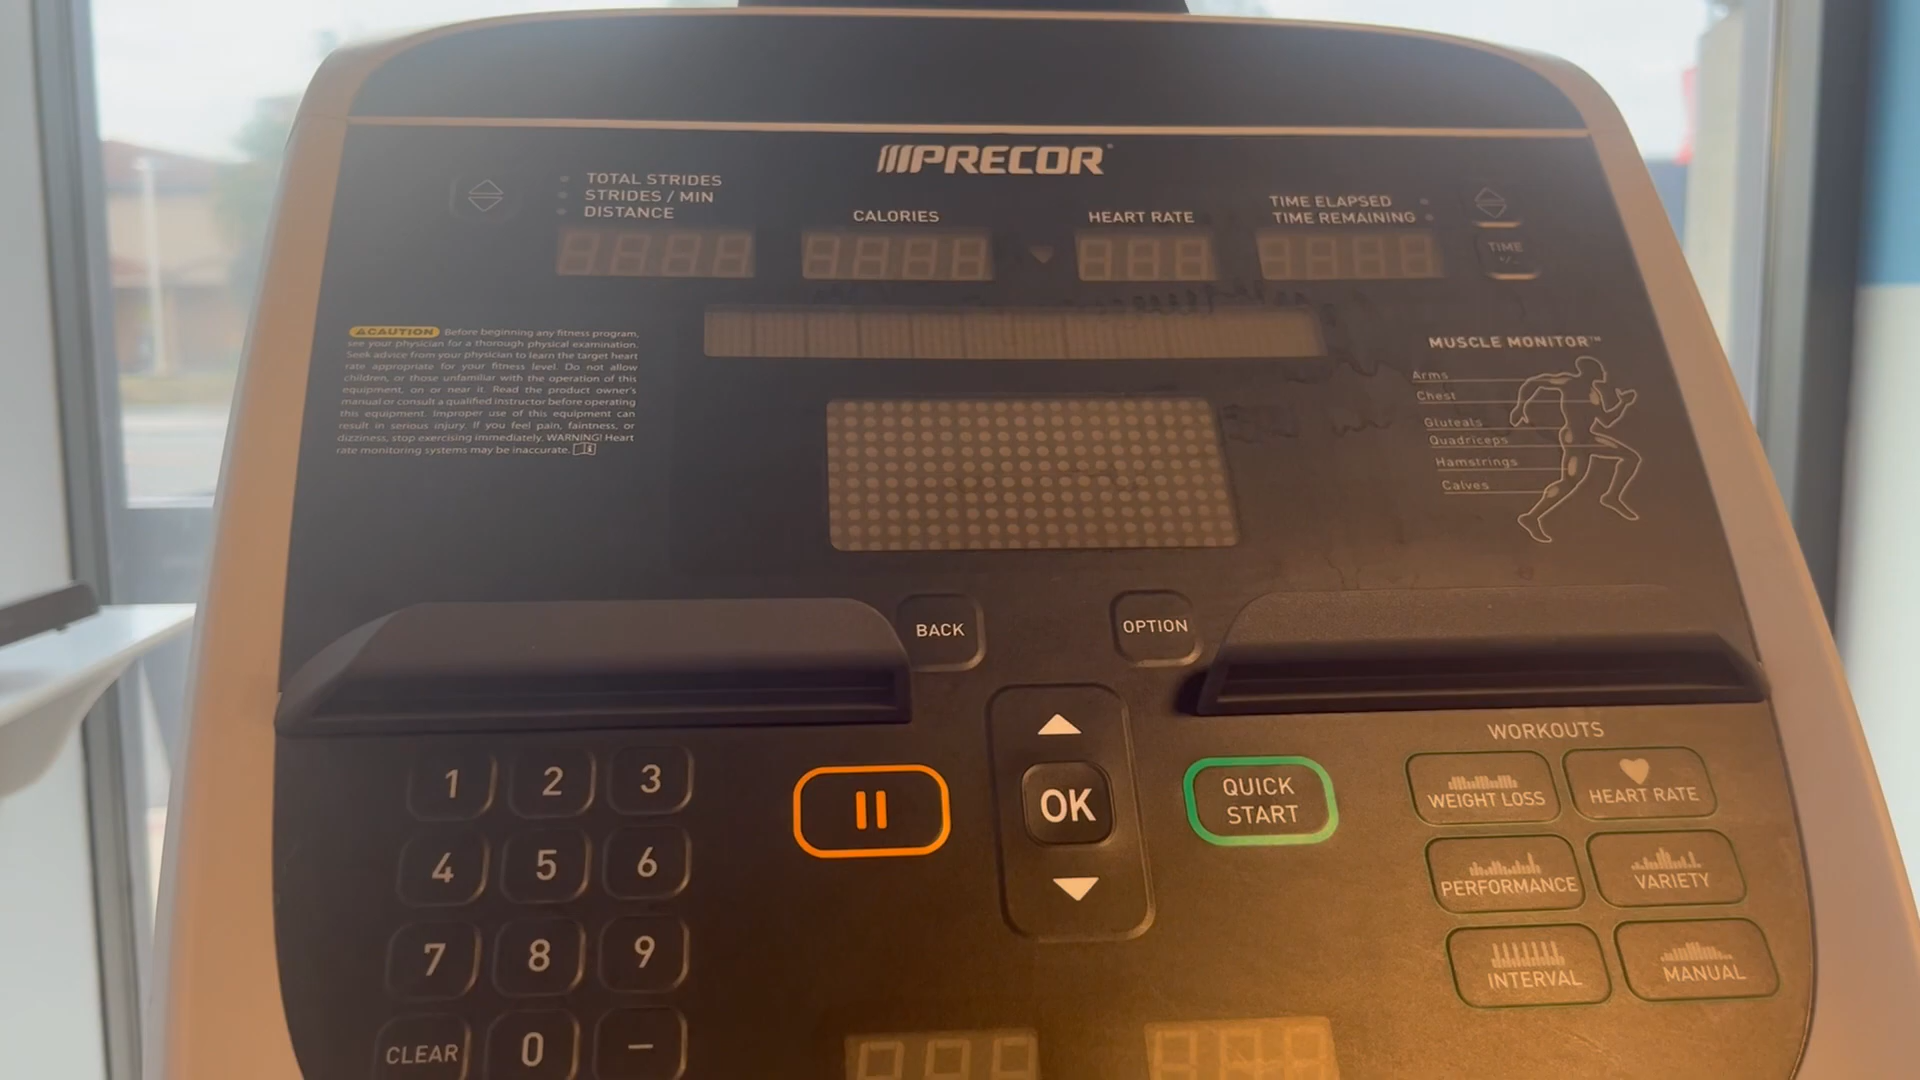 PRECOR
TOTAL STRIDES
STRIDES / MIN
DISTANCE
CALORIES
HEART RATE
TIME ELAPSED
TIME REMAINING
TIME
+/-
⚠CAUTION Before beginning any fitness program,
see your physician for a thorough physical examination.
Seek advice from your physician to learn the target heart
rate appropriate for your fitness level. Do not allow
children, or those unfamiliar with the operation of this
equipment, on or near it. Read the product owner's
manual or consult a qualified instructor before operating
this equipment. Improper use of this equipment can
result in serious injury. If you feel pain, faintness, or
dizziness, stop exercising immediately. WARNING! Heart
rate monitoring systems may be inaccurate.
MUSCLE MONITOR™
Arms
Chest
Gluteals
Quadriceps
Hamstrings
Calves
BACK
OPTION
1 2 3
4 5 6
7 8 9
CLEAR 0 –
OK
QUICK
START
WORKOUTS
WEIGHT LOSS
HEART RATE
PERFORMANCE
VARIETY
INTERVAL
MANUAL